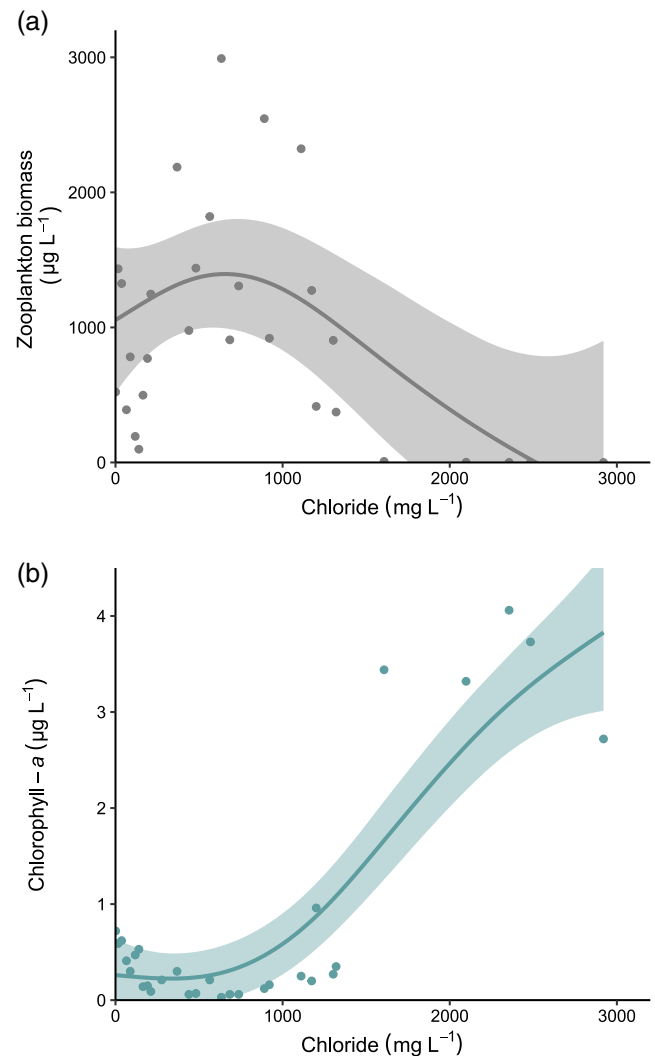 (a)
Zooplankton biomass
(µg L⁻¹)
3000
2000
1000
0
0 1000 2000 3000
Chloride (mg L⁻¹)
(b)
Chlorophyll – a (µg L⁻¹)
4
3
2
1
0
0 1000 2000 3000
Chloride (mg L⁻¹)